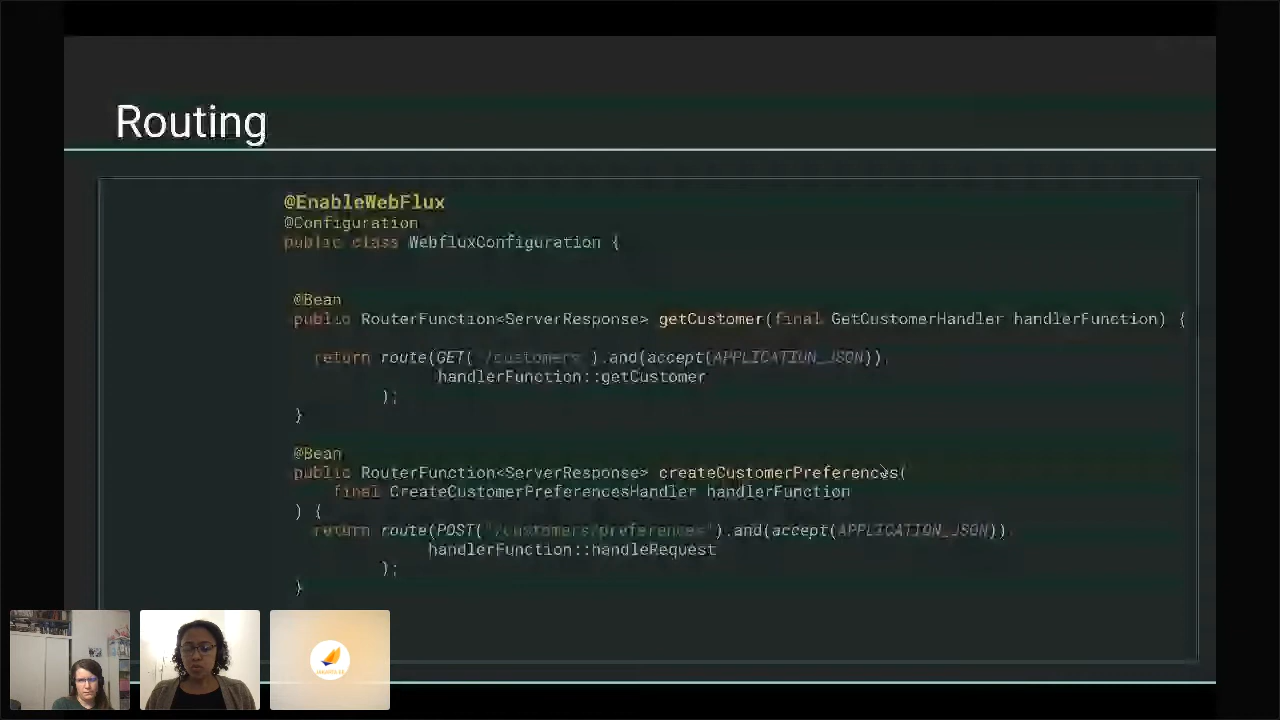 Routing
@EnableWebFlux
@Configuration
public class WebfluxConfiguration {
@Bean
public RouterFunction<ServerResponse> getCustomer(final GetCustomerHandler handlerFunction) {
return route(GET("/customers").and(accept(APPLICATION_JSON)),
handlerFunction::getCustomer
);
}
@Bean
public RouterFunction<ServerResponse> createCustomerPreferences(
final CreateCustomerPreferencesHandler handlerFunction
) {
return route(POST("/customers/preferences").and(accept(APPLICATION_JSON)),
handlerFunction::handleRequest
);
}